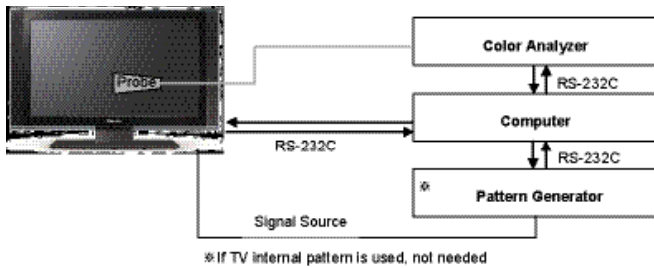 Color Analyzer
Probe
RS-232C
Computer
RS-232C
RS-232C
※ Pattern Generator
Signal Source
※ If TV internal pattern is used, not needed